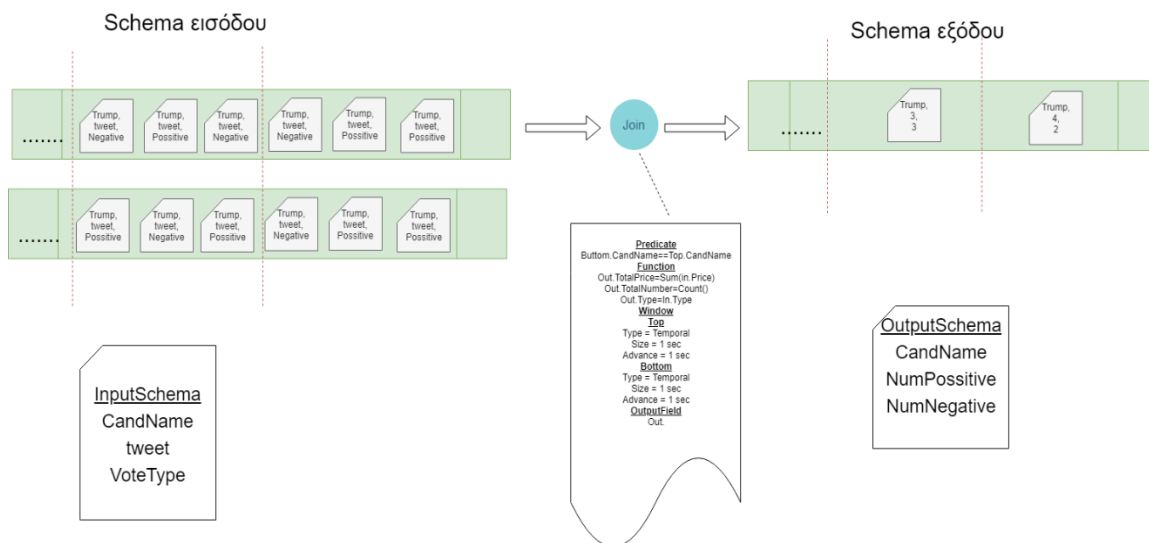 Schema εισόδου
Schema εξόδου
.......
Trump,
tweet,
Negative
Trump,
tweet,
Possitive
Trump,
tweet,
Negative
Trump,
tweet,
Negative
Trump,
tweet,
Possitive
Trump,
tweet,
Possitive
Join
.......
Trump,
3,
3
Trump,
4,
2
.......
Trump,
tweet,
Possitive
Trump,
tweet,
Negative
Trump,
tweet,
Possitive
Trump,
tweet,
Negative
Trump,
tweet,
Possitive
Trump,
tweet,
Possitive
Predicate
Buttom.CandName==Top.CandName
Function
Out.TotalPrice=Sum(in.Price)
Out.TotalNumber=Count()
Out.Type=In.Type
Window
Top
Type = Temporal
Size = 1 sec
Advance = 1 sec
Bottom
Type = Temporal
Size = 1 sec
Advance = 1 sec
OutputField
Out.
InputSchema
CandName
tweet
VoteType
OutputSchema
CandName
NumPossitive
NumNegative